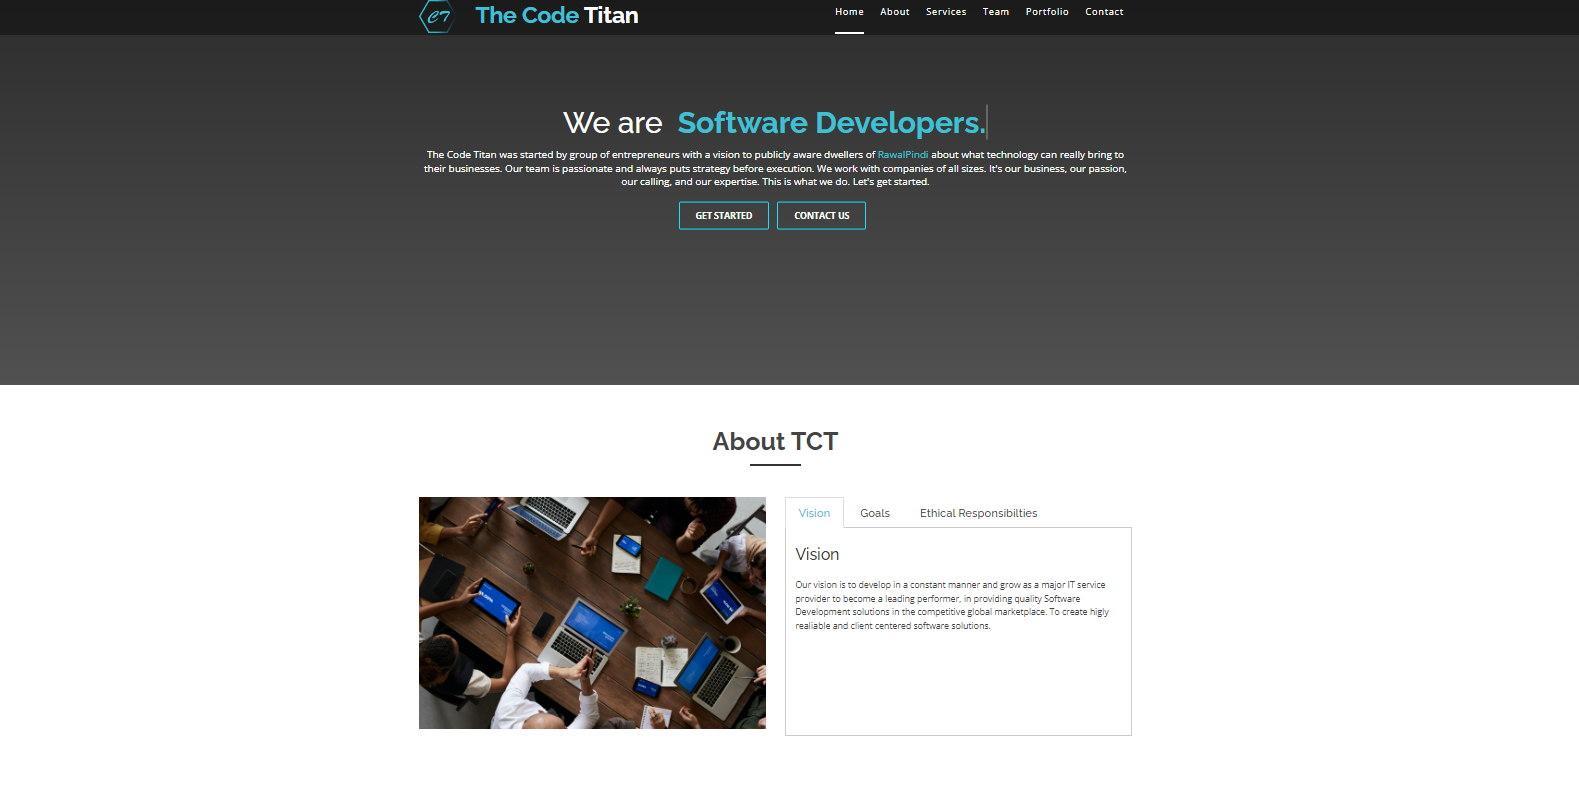 CT
The Code Titan
Home About Services Team Portfolio Contact
We are Software Developers.
The Code Titan was started by group of entrepreneurs with a vision to publicly aware dwellers of RawalPindi about what technology can really bring to
their businesses. Our team is passionate and always puts strategy before execution. We work with companies of all sizes. It's our business, our passion,
our calling, and our expertise. This is what we do. Let's get started.
GET STARTED CONTACT US
About TCT
Vision Goals Ethical Responsibilties
Vision
Our vision is to develop in a constant manner and grow as a major IT service
provider to become a leading performer, in providing quality Software
Development solutions in the competitive global marketplace. To create higly
realiable and client centered software solutions.